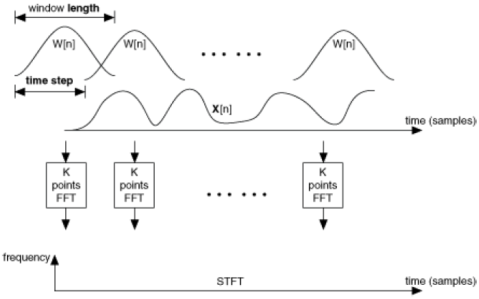 window length
W[n]
W[n]
W[n]
time step
X[n]
time (samples)
K
points
FFT
K
points
FFT
K
points
FFT
frequency
STFT
time (samples)